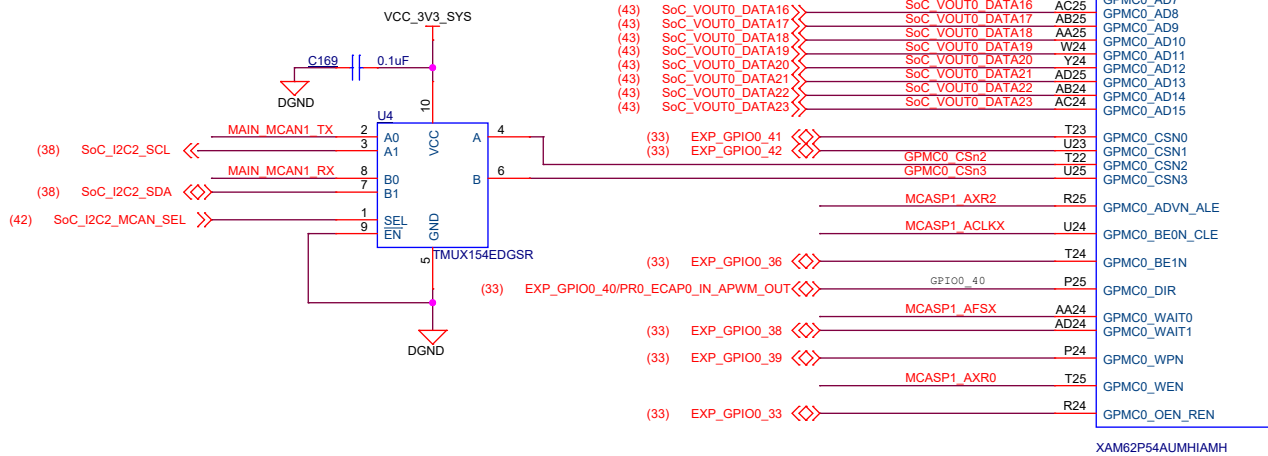 (43) SoC_VOUT0_DATA16 SoC_VOUT0_DATA16 AC25 GPMC0_AD8
(43) SoC_VOUT0_DATA17 SoC_VOUT0_DATA17 AB25 GPMC0_AD9
(43) SoC_VOUT0_DATA18 SoC_VOUT0_DATA18 AA25 GPMC0_AD10
(43) SoC_VOUT0_DATA19 SoC_VOUT0_DATA19 W24 GPMC0_AD11
(43) SoC_VOUT0_DATA20 SoC_VOUT0_DATA20 Y24 GPMC0_AD12
(43) SoC_VOUT0_DATA21 SoC_VOUT0_DATA21 AD25 GPMC0_AD13
(43) SoC_VOUT0_DATA22 SoC_VOUT0_DATA22 AB24 GPMC0_AD14
(43) SoC_VOUT0_DATA23 SoC_VOUT0_DATA23 AC24 GPMC0_AD15
VCC_3V3_SYS
C169 0.1uF
DGND
10
U4
MAIN_MCAN1_TX 2 A0 VCC A 4
(38) SoC_I2C2_SCL 3 A1
MAIN_MCAN1_RX 8 B0 B 6
(38) SoC_I2C2_SDA 7 B1
(42) SoC_I2C2_MCAN_SEL 1 SEL
9 EN GND
5 TMUX154EDGSR
DGND
(33) EXP_GPIO0_41 T23 GPMC0_CSN0
(33) EXP_GPIO0_42 U23 GPMC0_CSN1
GPMC0_CSn2 T22 GPMC0_CSN2
GPMC0_CSn3 U25 GPMC0_CSN3
MCASP1_AXR2 R25 GPMC0_ADVN_ALE
MCASP1_ACLKX U24 GPMC0_BE0N_CLE
(33) EXP_GPIO0_36 T24 GPMC0_BE1N
(33) EXP_GPIO0_40/PR0_ECAP0_IN_APWM_OUT GPIO0_40 P25 GPMC0_DIR
MCASP1_AFSX AA24 GPMC0_WAIT0
(33) EXP_GPIO0_38 AD24 GPMC0_WAIT1
(33) EXP_GPIO0_39 P24 GPMC0_WPN
MCASP1_AXR0 T25 GPMC0_WEN
(33) EXP_GPIO0_33 R24 GPMC0_OEN_REN
XAM62P54AUMHIAMH